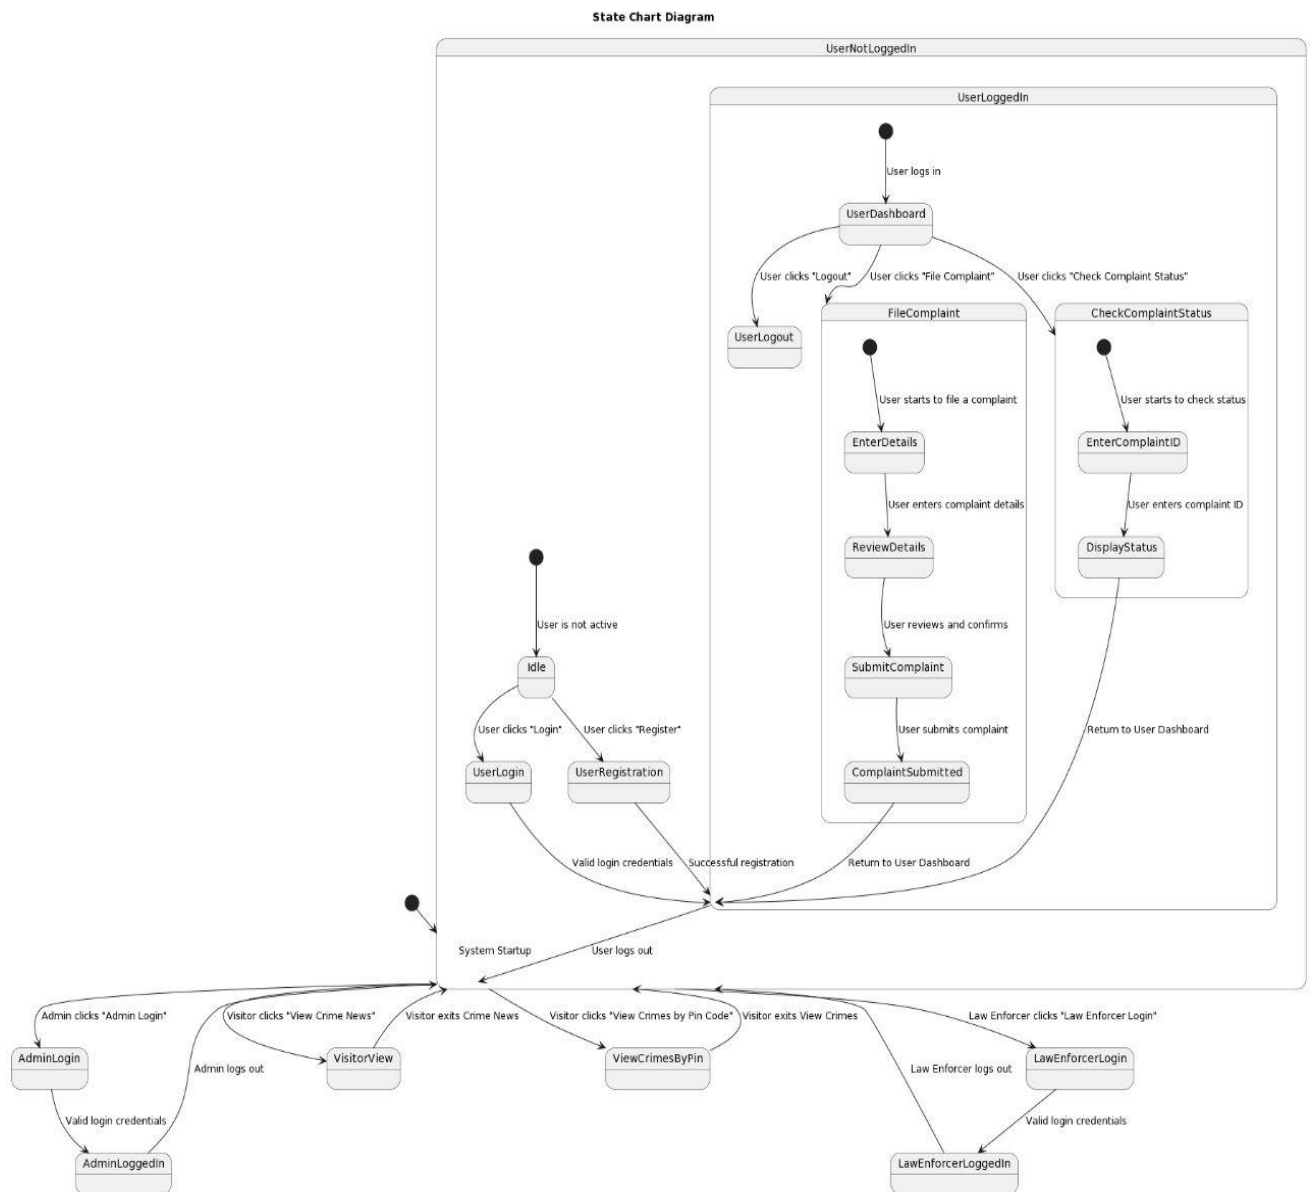 State Chart Diagram
UserNotLoggedIn
UserLoggedIn
User logs in
UserDashboard
User clicks "Logout"
User clicks "File Complaint"
User clicks "Check Complaint Status"
UserLogout
FileComplaint
CheckComplaintStatus
User starts to file a complaint
User starts to check status
EnterDetails
EnterComplaintID
User enters complaint details
User enters complaint ID
ReviewDetails
DisplayStatus
User is not active
User reviews and confirms
Idle
SubmitComplaint
User clicks "Login"
User clicks "Register"
User submits complaint
Return to User Dashboard
UserLogin
UserRegistration
ComplaintSubmitted
Valid login credentials
Successful registration
Return to User Dashboard
System Startup
User logs out
Admin clicks "Admin Login"
Visitor clicks "View Crime News"
Visitor exits Crime News
Visitor clicks "View Crimes by Pin Code"
Visitor exits View Crimes
Law Enforcer clicks "Law Enforcer Login"
AdminLogin
VisitorView
ViewCrimesByPin
LawEnforcerLogin
Admin logs out
Law Enforcer logs out
Valid login credentials
Valid login credentials
AdminLoggedIn
LawEnforcerLoggedIn